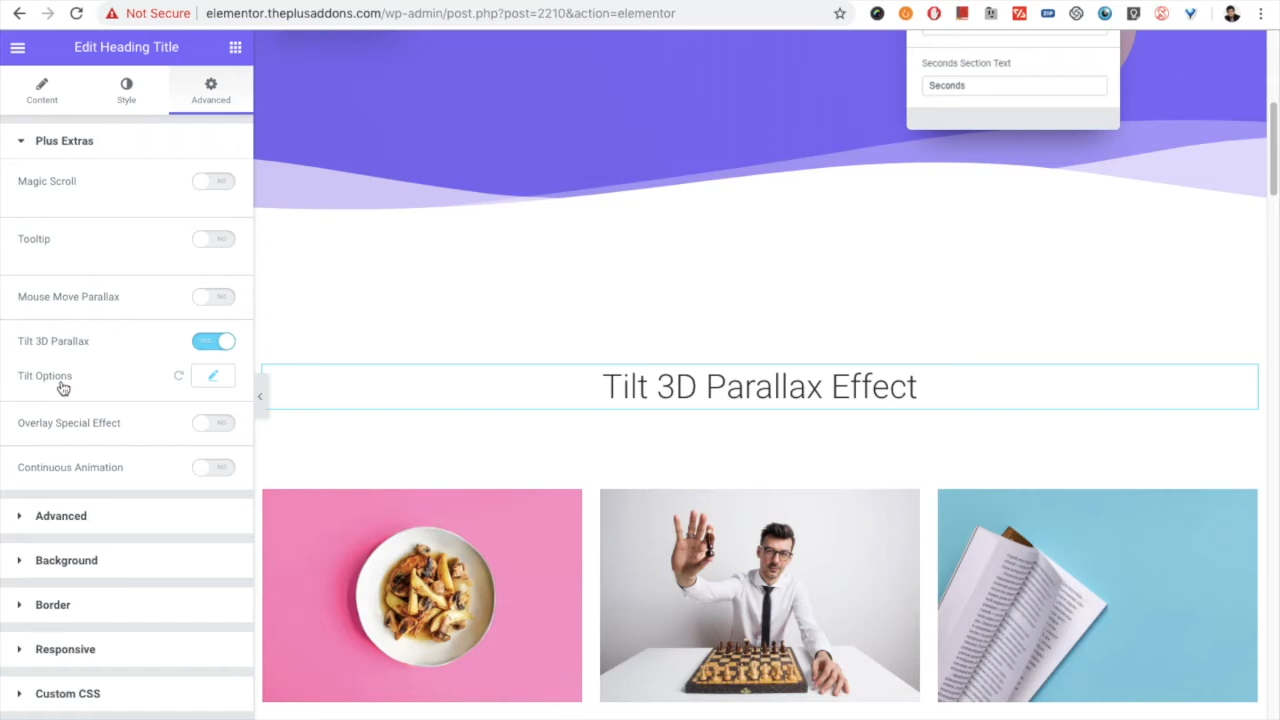 Not Secure
elementor.theplusaddons.com/wp-admin/post.php?post=2210&action=elementor
ZIP
Edit Heading Title
Content
Style
Advanced
Plus Extras
Magic Scroll
NO
Tooltip
NO
Mouse Move Parallax
NO
Tilt 3D Parallax
YES
Tilt Options
Overlay Special Effect
NO
Continuous Animation
NO
Advanced
Background
Border
Responsive
Custom CSS
Seconds Section Text
Seconds
Tilt 3D Parallax Effect